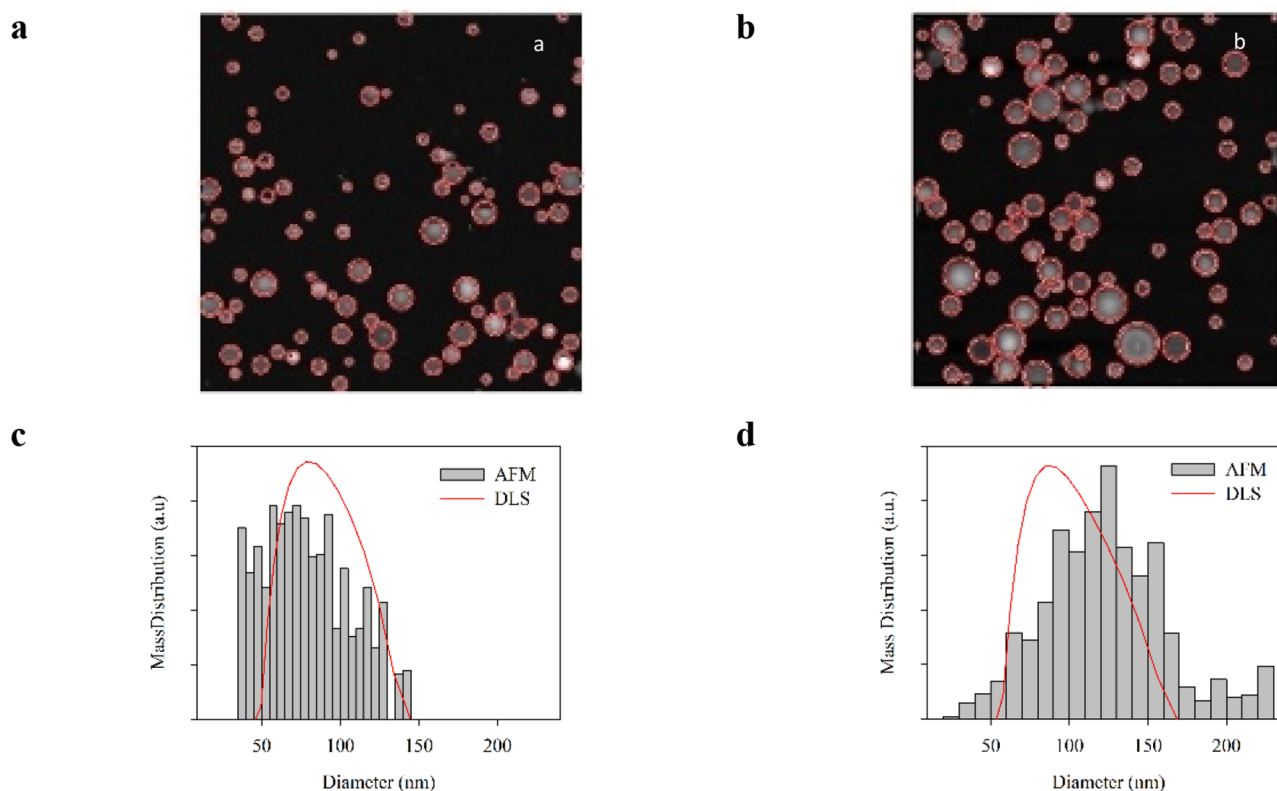 a
a
b
b
c
AFM
DLS
MassDistribution (a.u)
50
100
150
200
Diameter (nm)
d
AFM
DLS
Mass Distribution (a.u.)
50
100
150
200
Diameter (nm)